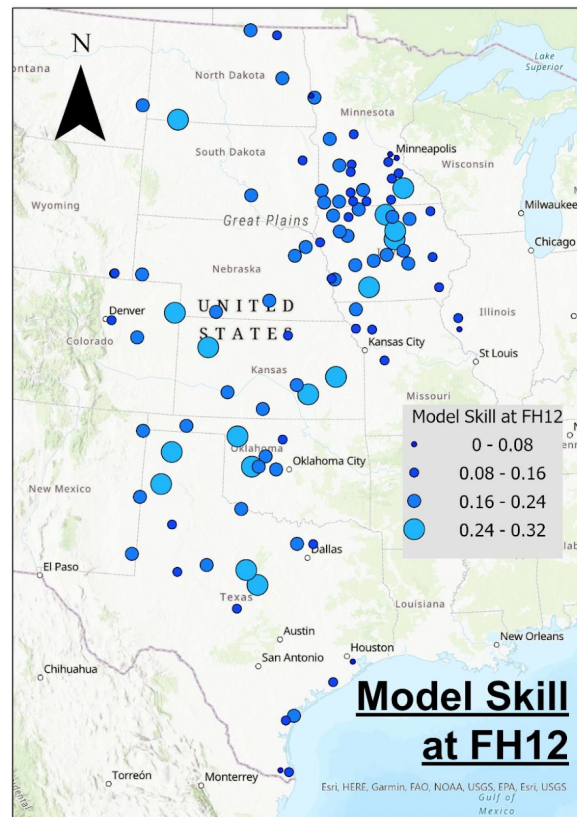 N
Lake
Superior
ontana
North Dakota
Minnesota
Minneapolis
Wisconsin
South Dakota
Wyoming
Great Plains
Milwaukee
Chicago
Nebraska
Denver
UNITED
STATES
Illinois
Colorado
Kansas City
St Louis
Kansas
Missouri
Model Skill at FH12
0 - 0.08
0.08 - 0.16
0.16 - 0.24
0.24 - 0.32
Oklahoma
Oklahoma City
New Mexico
Dallas
El Paso
Texas
Louisiana
Austin
Houston
New Orleans
San Antonio
Chihuahua
Model Skill
at FH12
Torreón
Monterrey
Esri, HERE, Garmin, FAO, NOAA, USGS, EPA, Esri, USGS
Gulf of
Mexico